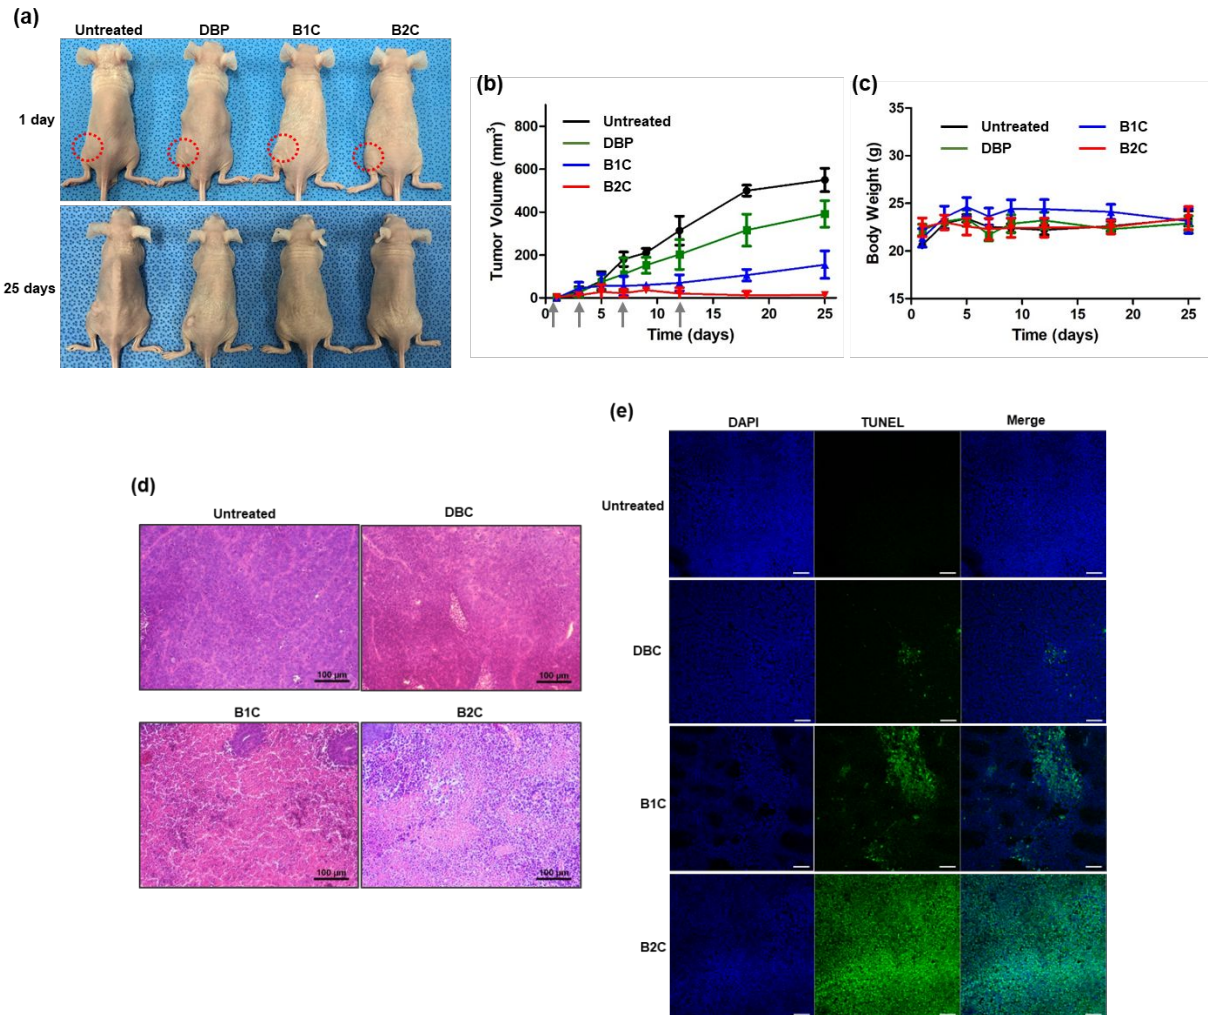 (a)
Untreated DBP B1C B2C
1 day
25 days
(b)
Tumor Volume (mm³)
800
600
400
200
0
Untreated
DBP
B1C
B2C
0 5 10 15 20 25
Time (days)
(c)
Body Weight (g)
35
30
25
20
15
Untreated B1C
DBP B2C
0 5 10 15 20 25
Time (days)
(d)
Untreated DBC
100 µm 100 µm
B1C B2C
100 µm 100 µm
(e)
DAPI TUNEL Merge
Untreated
DBC
B1C
B2C